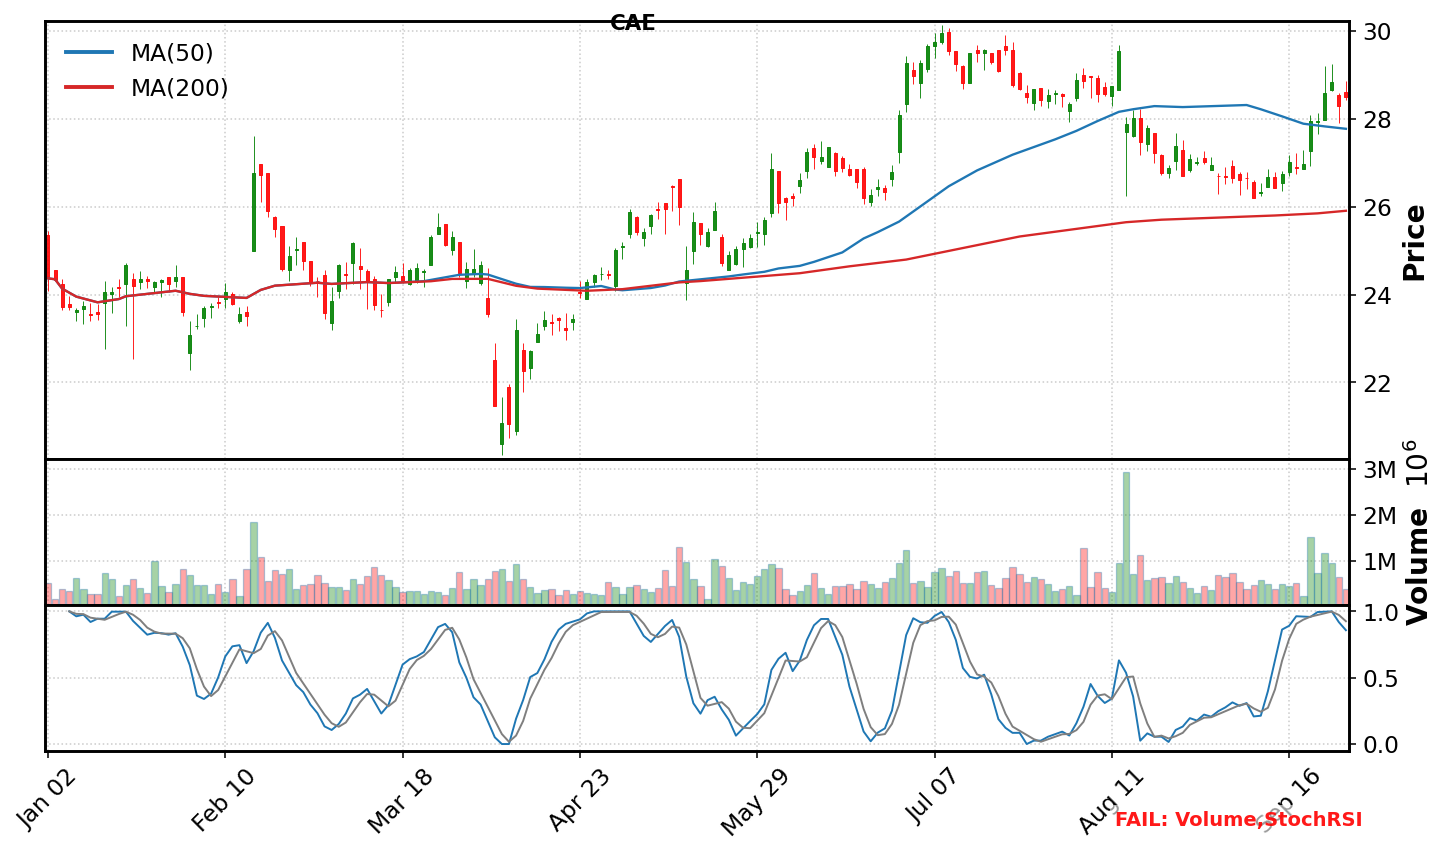 CAE
MA(50)
MA(200)
30
28
26
24
22
Price
3M
2M
1M
Volume 10⁶
1.0
0.5
0.0
Jan 02
Feb 10
Mar 18
Apr 23
May 29
Jul 07
Aug 11
Sep 16
FAIL: Volume,StochRSI